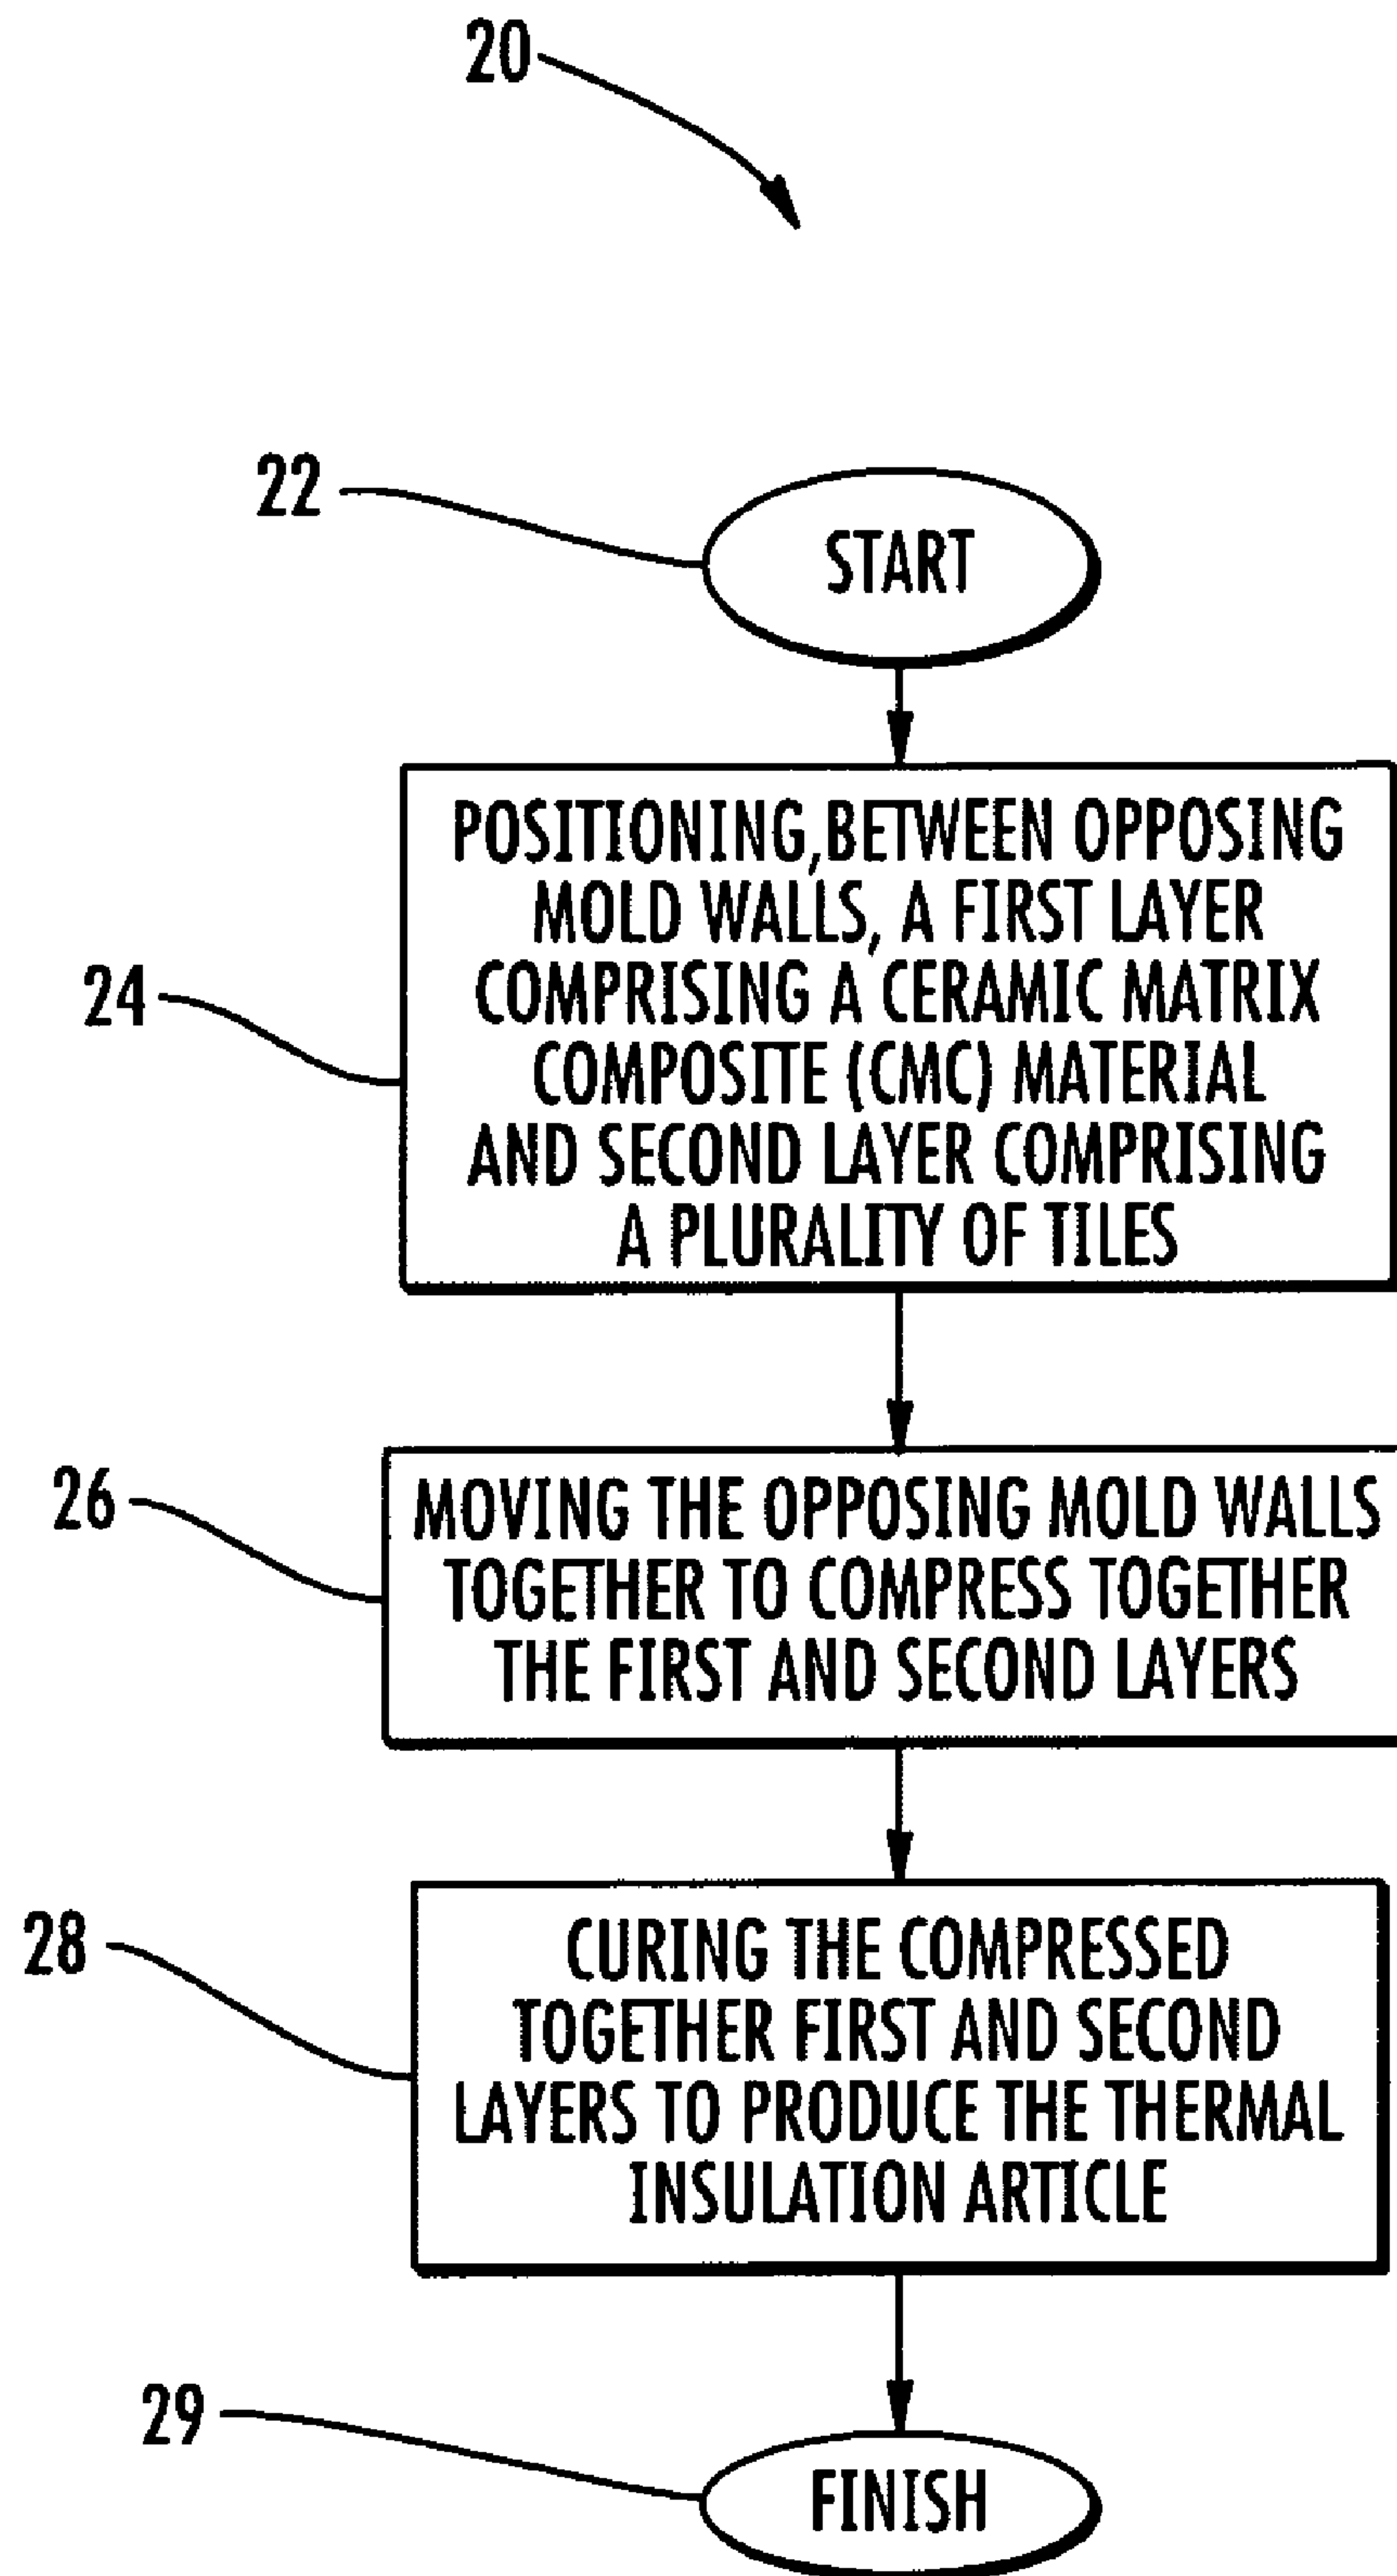 20
22
START
24
POSITIONING, BETWEEN OPPOSING
MOLD WALLS, A FIRST LAYER
COMPRISING A CERAMIC MATRIX
COMPOSITE (CMC) MATERIAL
AND SECOND LAYER COMPRISING
A PLURALITY OF TILES
26
MOVING THE OPPOSING MOLD WALLS
TOGETHER TO COMPRESS TOGETHER
THE FIRST AND SECOND LAYERS
28
CURING THE COMPRESSED
TOGETHER FIRST AND SECOND
LAYERS TO PRODUCE THE THERMAL
INSULATION ARTICLE
29
FINISH